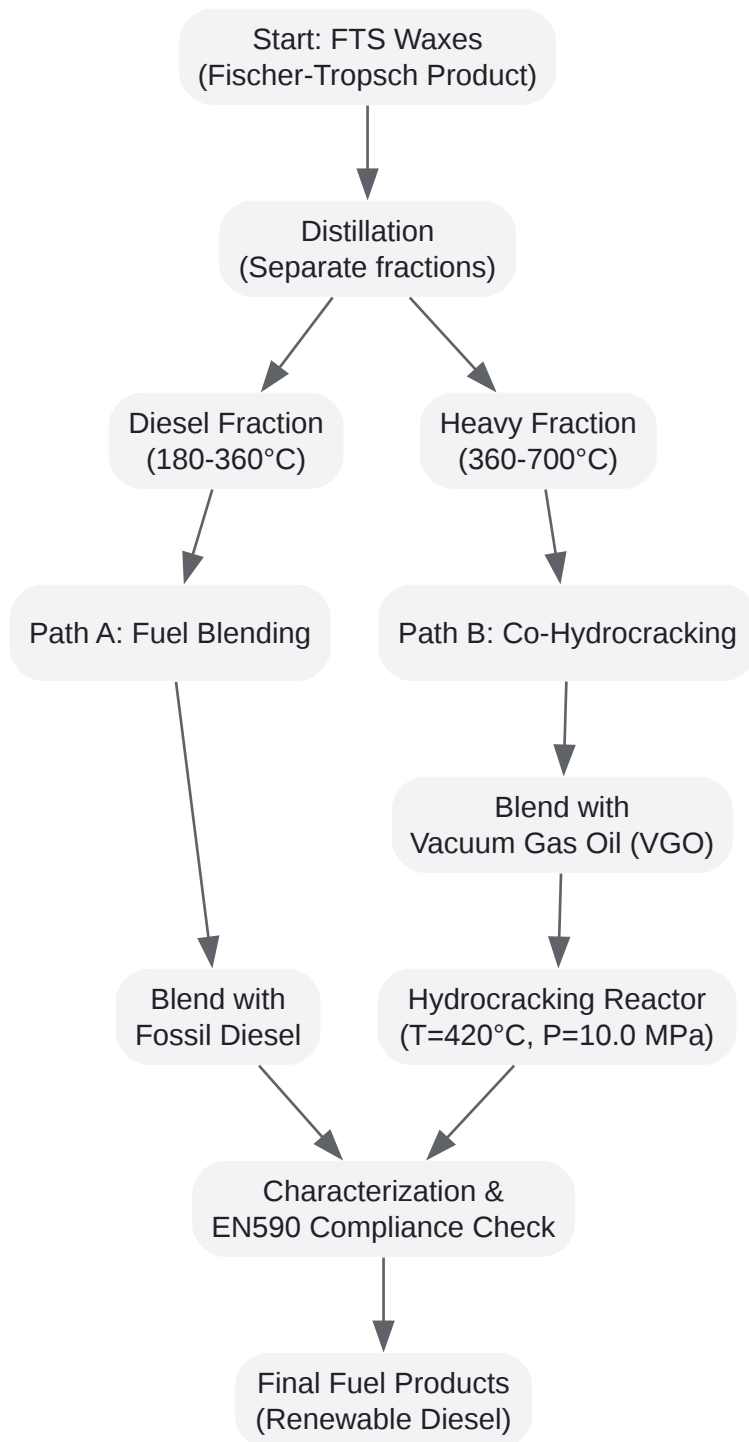 Start: FTS Waxes
(Fischer-Tropsch Product)
Distillation
(Separate fractions)
Diesel Fraction
(180-360°C)
Heavy Fraction
(360-700°C)
Path A: Fuel Blending
Path B: Co-Hydrocracking
Blend with
Vacuum Gas Oil (VGO)
Blend with
Fossil Diesel
Hydrocracking Reactor
(T=420°C, P=10.0 MPa)
Characterization &
EN590 Compliance Check
Final Fuel Products
(Renewable Diesel)